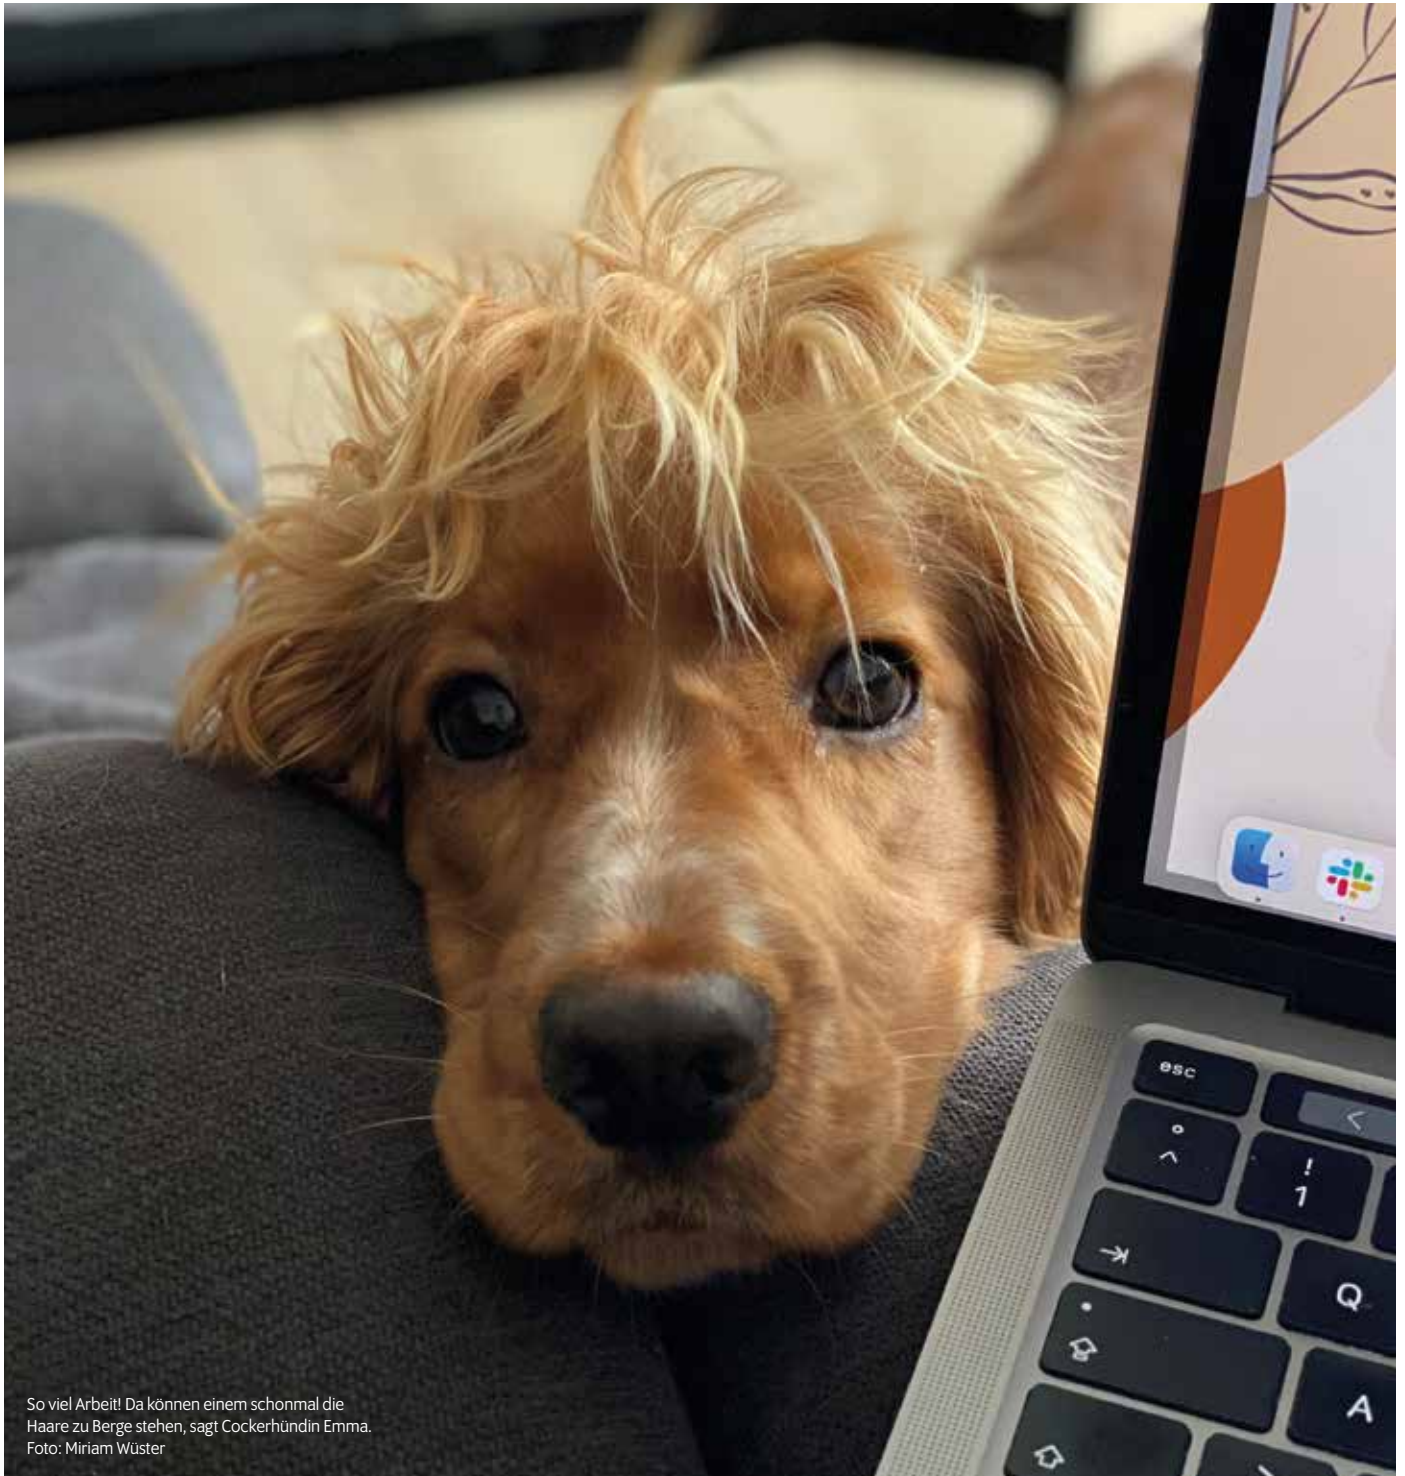 esc
<
°
^
!
1
Q
A
So viel Arbeit! Da können einem schonmal die
Haare zu Berge stehen, sagt Cockerhündin Emma.
Foto: Miriam Wüster